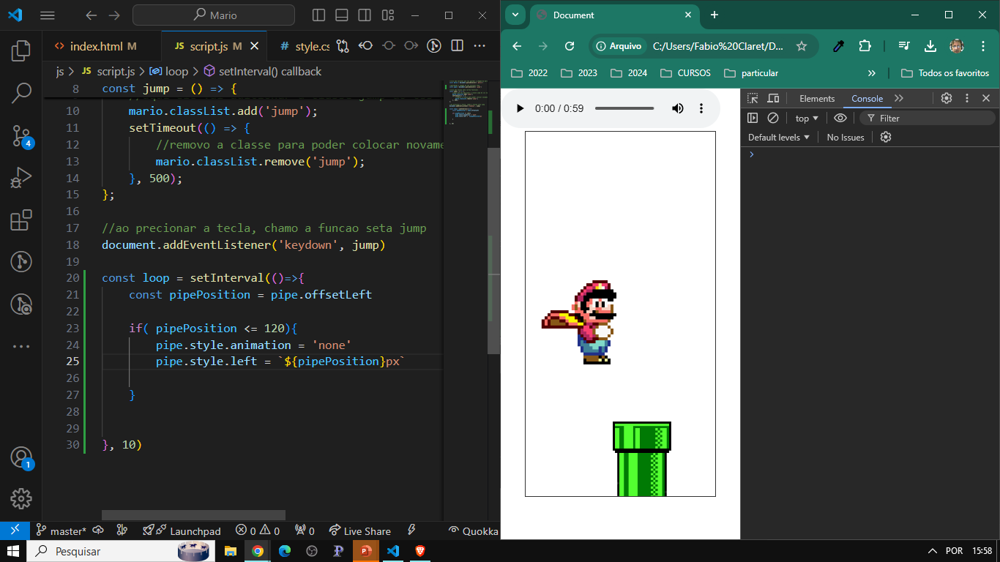 Mario
index.html M
JS script.js M
# style.cs
js > JS script.js > loop > setInterval() callback
8 const jump = () => {
10 mario.classList.add('jump');
11 setTimeout(() => {
12 //removo a classe para poder colocar novame
13 mario.classList.remove('jump');
14 }, 500);
15 };
16
17 //ao precionar a tecla, chamo a funcao seta jump
18 document.addEventListener('keydown', jump)
19
20 const loop = setInterval(()=>{
21 const pipePosition = pipe.offsetLeft
22
23 if( pipePosition <= 120){
24 pipe.style.animation = 'none'
25 pipe.style.left = `${pipePosition}px`
26
27 }
28
29
30 }, 10)
4
1
master*
Launchpad
0 0
0
Live Share
Quokka
Document
Arquivo C:/Users/Fabio%20Claret/D...
2022
2023
2024
CURSOS
particular
»
Todos os favoritos
0:00 / 0:59
Elements
Console
top
Filter
Default levels
No Issues
Pesquisar
POR
15:58